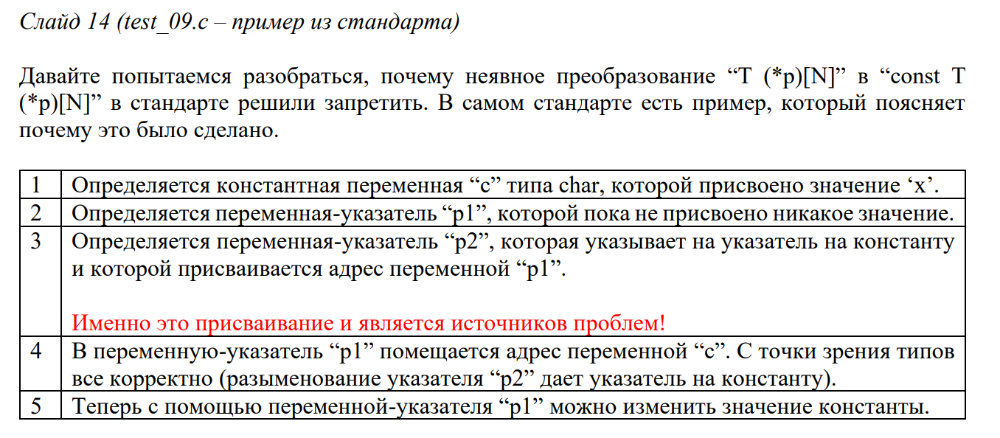 Слайд 14 (test_09.c – пример из стандарта)
Давайте попытаемся разобраться, почему неявное преобразование “T (*p)[N]” в “const T
(*p)[N]” в стандарте решили запретить. В самом стандарте есть пример, который поясняет
почему это было сделано.
1 Определяется константная переменная “c” типа char, которой присвоено значение ‘x’.
2 Определяется переменная-указатель “p1”, которой пока не присвоено никакое значение.
3 Определяется переменная-указатель “p2”, которая указывает на указатель на константу
и которой присваивается адрес переменной “p1”.
Именно это присваивание и является источников проблем!
4 В переменную-указатель “p1” помещается адрес переменной “c”. С точки зрения типов
все корректно (разыменование указателя “p2” дает указатель на константу).
5 Теперь с помощью переменной-указателя “p1” можно изменить значение константы.